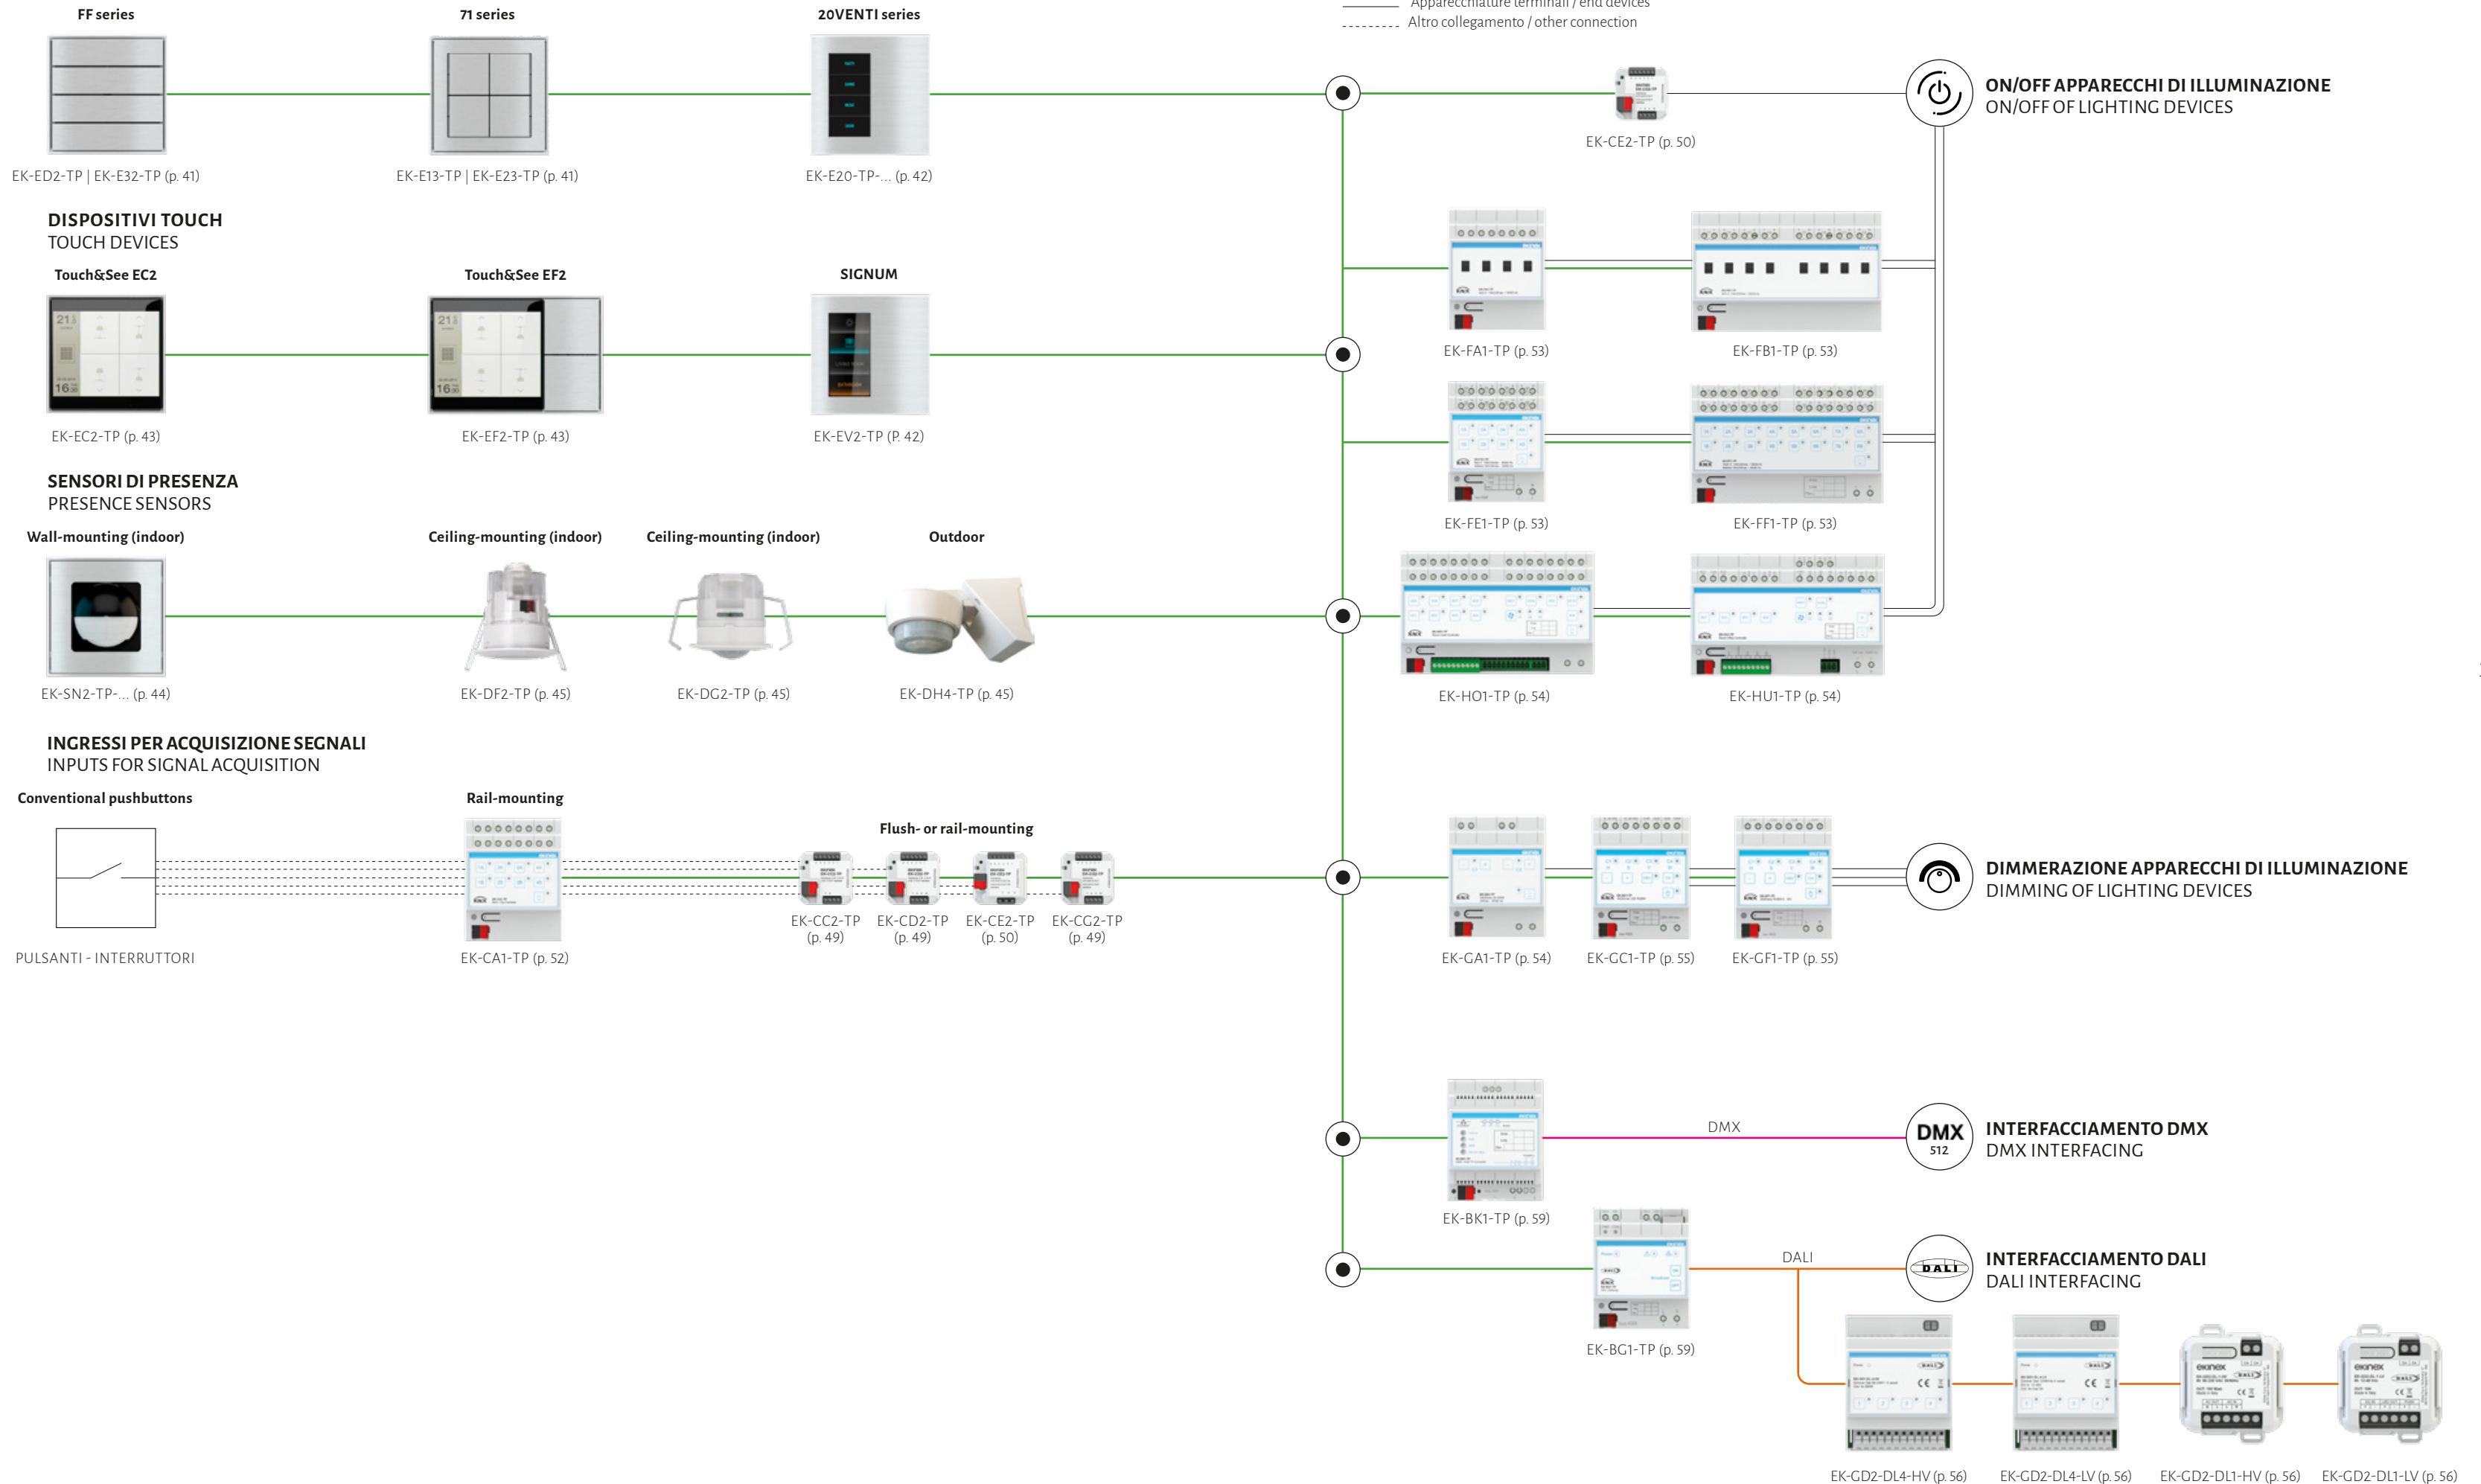 FF series
71 series
20VENTI series
Apparecchiature terminali / end devices
Altro collegamento / other connection
EK-ED2-TP | EK-E32-TP (p. 41)
EK-E13-TP | EK-E23-TP (p. 41)
EK-E20-TP-... (p. 42)
EK-CE2-TP (p. 50)
ON/OFF APPARECCHI DI ILLUMINAZIONE
ON/OFF OF LIGHTING DEVICES
DISPOSITIVI TOUCH
TOUCH DEVICES
Touch&See EC2
Touch&See EF2
SIGNUM
EK-EC2-TP (p. 43)
EK-EF2-TP (p. 43)
EK-EV2-TP (P. 42)
EK-FA1-TP (p. 53)
EK-FB1-TP (p. 53)
EK-FE1-TP (p. 53)
EK-FF1-TP (p. 53)
SENSORI DI PRESENZA
PRESENCE SENSORS
Wall-mounting (indoor)
Ceiling-mounting (indoor)
Ceiling-mounting (indoor)
Outdoor
EK-SN2-TP-... (p. 44)
EK-DF2-TP (p. 45)
EK-DG2-TP (p. 45)
EK-DH4-TP (p. 45)
EK-HO1-TP (p. 54)
EK-HU1-TP (p. 54)
INGRESSI PER ACQUISIZIONE SEGNALI
INPUTS FOR SIGNAL ACQUISITION
Conventional pushbuttons
Rail-mounting
Flush- or rail-mounting
PULSANTI - INTERRUTTORI
EK-CA1-TP (p. 52)
EK-CC2-TP
(p. 49)
EK-CD2-TP
(p. 49)
EK-CE2-TP
(p. 50)
EK-CG2-TP
(p. 49)
EK-GA1-TP (p. 54)
EK-GC1-TP (p. 55)
EK-GF1-TP (p. 55)
DIMMERAZIONE APPARECCHI DI ILLUMINAZIONE
DIMMING OF LIGHTING DEVICES
EK-BK1-TP (p. 59)
DMX
DMX
512
INTERFACCIAMENTO DMX
DMX INTERFACING
EK-BG1-TP (p. 59)
DALI
DALI
INTERFACCIAMENTO DALI
DALI INTERFACING
EK-GD2-DL4-HV (p. 56)
EK-GD2-DL4-LV (p. 56)
EK-GD2-DL1-HV (p. 56)
EK-GD2-DL1-LV (p. 56)